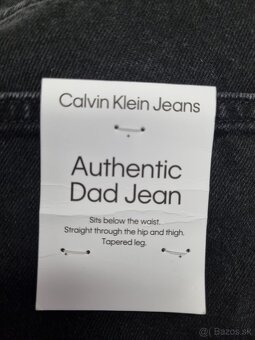 Calvin Klein Jeans
Authentic
Dad Jean
Sits below the waist.
Straight through the hip and thigh.
Tapered leg.
Bazos.sk